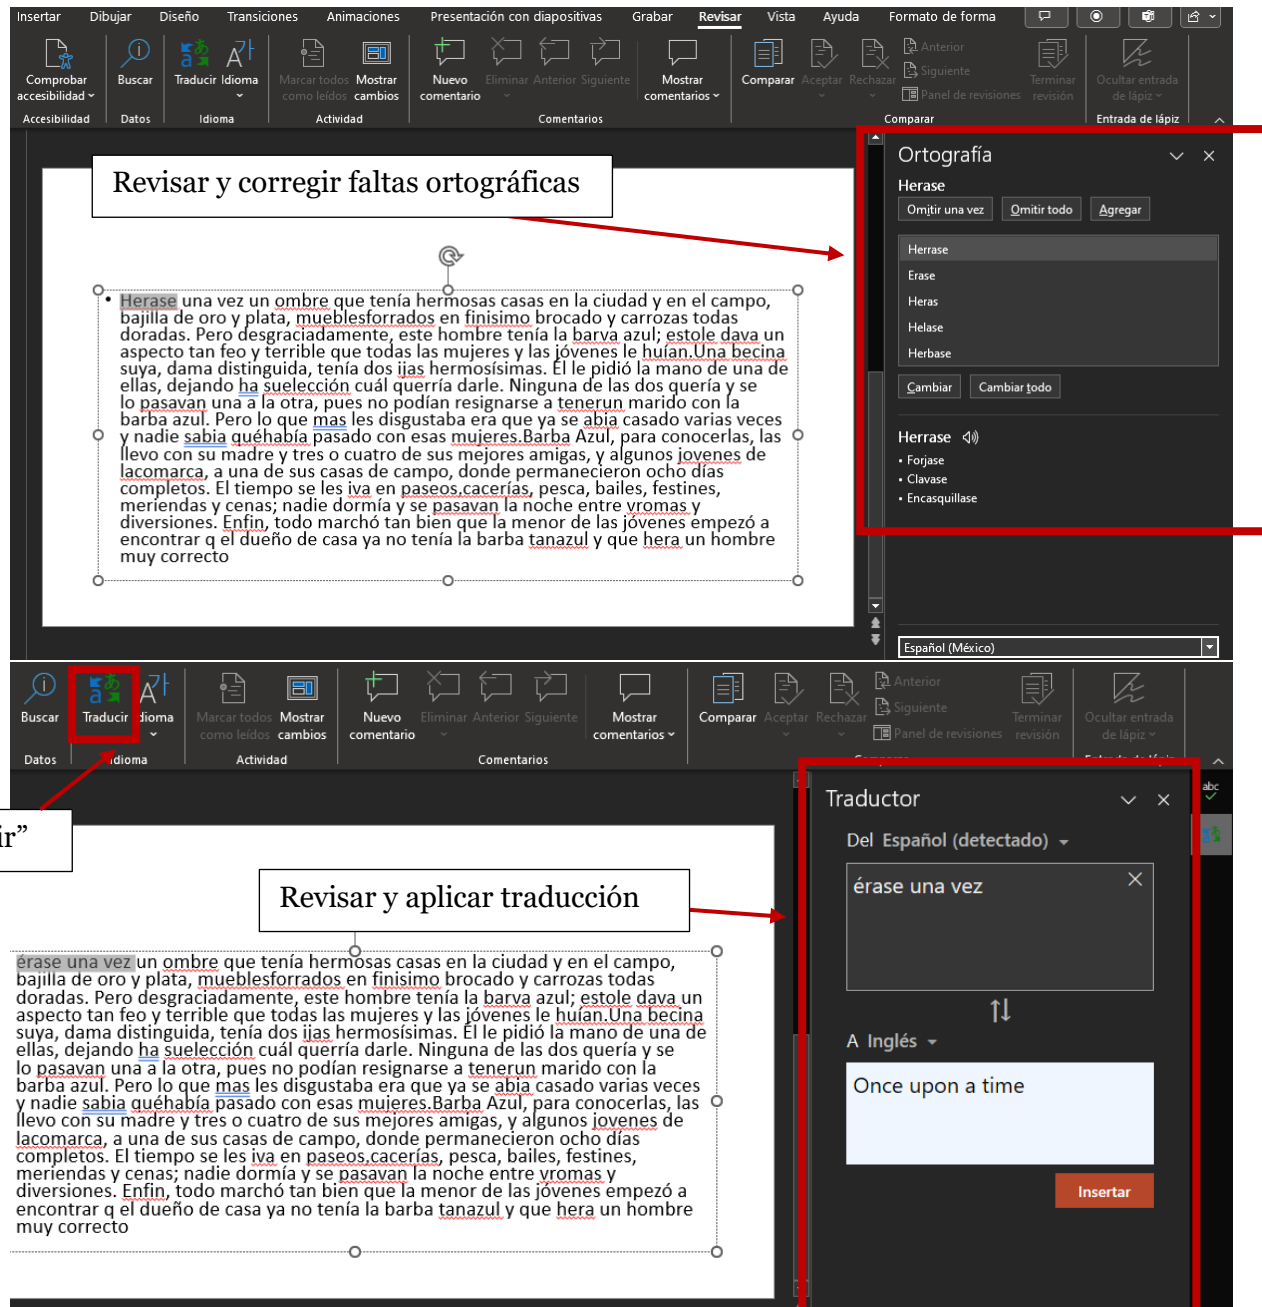 Insertar Dibujar Diseño Transiciones Animaciones Presentación con diapositivas Grabar Revisar Vista Ayuda Formato de forma
Comprobar accesibilidad
Buscar
Traducir Idioma
Marcar todos como leídos
Mostrar cambios
Nuevo comentario
Eliminar Anterior Siguiente
Mostrar comentarios
Comparar Aceptar Rechazar
Anterior
Siguiente
Panel de revisiones
Terminar revisión
Ocultar entrada de lápiz
Accesibilidad Datos Idioma Actividad Comentarios Comparar Entrada de lápiz
Revisar y corregir faltas ortográficas
• Herase una vez un ombre que tenía hermosas casas en la ciudad y en el campo,
bajilla de oro y plata, mueblesforrados en finisimo brocado y carrozas todas
doradas. Pero desgraciadamente, este hombre tenía la barva azul; estole dava un
aspecto tan feo y terrible que todas las mujeres y las jóvenes le huían.Una becina
suya, dama distinguida, tenía dos ijas hermosísimas. Él le pidió la mano de una de
ellas, dejando ha suelección cuál querría darle. Ninguna de las dos quería y se
lo pasavan una a la otra, pues no podían resignarse a tenerun marido con la
barba azul. Pero lo que mas les disgustaba era que ya se abia casado varias veces
y nadie sabia quéhabía pasado con esas mujeres.Barba Azul, para conocerlas, las
llevo con su madre y tres o cuatro de sus mejores amigas, y algunos jovenes de
lacomarca, a una de sus casas de campo, donde permanecieron ocho días
completos. El tiempo se les iva en paseos,cacerías, pesca, bailes, festines,
meriendas y cenas; nadie dormía y se pasavan la noche entre vromas y
diversiones. Enfin, todo marchó tan bien que la menor de las jóvenes empezó a
encontrar q el dueño de casa ya no tenía la barba tanazul y que hera un hombre
muy correcto
Ortografía
Herase
Omitir una vez Omitir todo Agregar
Herrase
Erase
Heras
Helase
Herbase
Cambiar Cambiar todo
Herrase
• Forjase
• Clavase
• Encasquillase
Español (México)
Buscar
Traducir Idioma
Marcar todos como leídos
Mostrar cambios
Nuevo comentario
Eliminar Anterior Siguiente
Mostrar comentarios
Comparar Aceptar Rechazar
Anterior
Siguiente
Panel de revisiones
Terminar revisión
Ocultar entrada de lápiz
Datos Idioma Actividad Comentarios
ir”
Revisar y aplicar traducción
érase una vez un ombre que tenía hermosas casas en la ciudad y en el campo,
bajilla de oro y plata, mueblesforrados en finisimo brocado y carrozas todas
doradas. Pero desgraciadamente, este hombre tenía la barva azul; estole dava un
aspecto tan feo y terrible que todas las mujeres y las jóvenes le huían.Una becina
suya, dama distinguida, tenía dos ijas hermosísimas. Él le pidió la mano de una de
ellas, dejando ha suelección cuál querría darle. Ninguna de las dos quería y se
lo pasavan una a la otra, pues no podían resignarse a tenerun marido con la
barba azul. Pero lo que mas les disgustaba era que ya se abia casado varias veces
y nadie sabia quéhabía pasado con esas mujeres.Barba Azul, para conocerlas, las
llevo con su madre y tres o cuatro de sus mejores amigas, y algunos jovenes de
lacomarca, a una de sus casas de campo, donde permanecieron ocho días
completos. El tiempo se les iva en paseos,cacerías, pesca, bailes, festines,
meriendas y cenas; nadie dormía y se pasavan la noche entre vromas y
diversiones. Enfin, todo marchó tan bien que la menor de las jóvenes empezó a
encontrar q el dueño de casa ya no tenía la barba tanazul y que hera un hombre
muy correcto
Traductor
abc
Del Español (detectado)
érase una vez
A Inglés
Once upon a time
Insertar